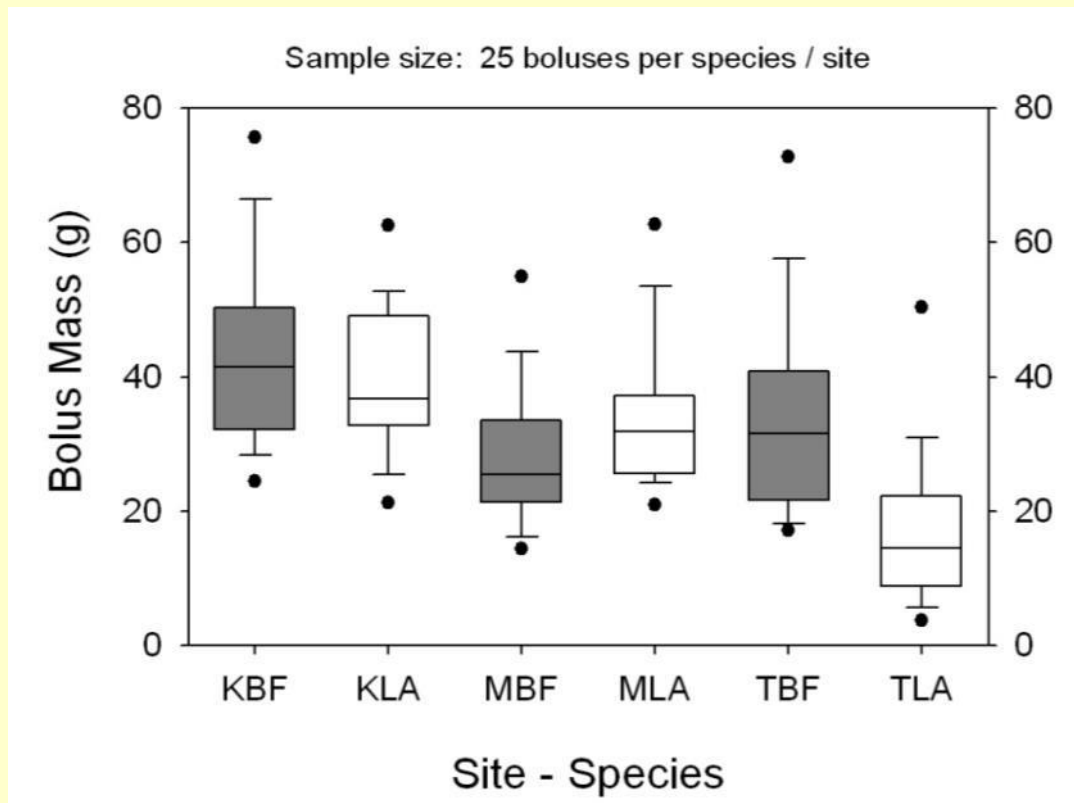 Sample size: 25 boluses per species / site
80
60
40
20
0
80
60
40
20
0
Bolus Mass (g)
KBF KLA MBF MLA TBF TLA
Site - Species